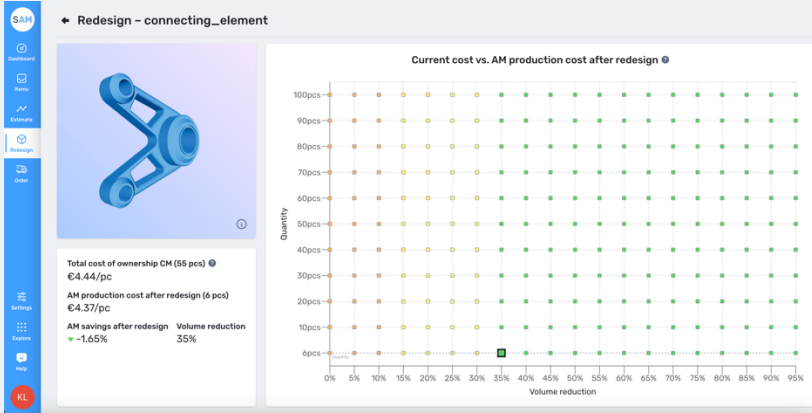 SAM
Redesign – connecting_element
Dashboard
Items
Estimate
Redesign
Order
Settings
Explore
Help
KL
Total cost of ownership CM (55 pcs)
€4.44/pc
AM production cost after redesign (6 pcs)
€4.37/pc
AM savings after redesign Volume reduction
-1.65% 35%
Current cost vs. AM production cost after redesign
Quantity
100pcs
90pcs
80pcs
70pcs
60pcs
50pcs
40pcs
30pcs
20pcs
10pcs
6pcs
Quantity
0% 5% 10% 15% 20% 25% 30% 35% 40% 45% 50% 55% 60% 65% 70% 75% 80% 85% 90% 95%
Volume reduction